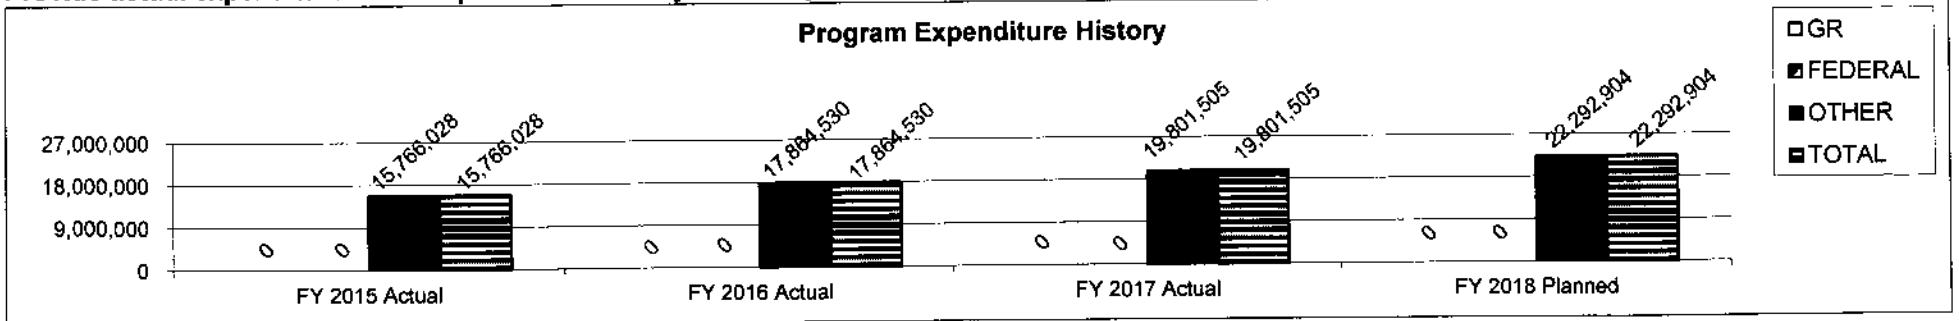 Program Expenditure History
GR
FEDERAL
OTHER
TOTAL
27,000,000
18,000,000
9,000,000
0
0
0
15,766,028
15,766,028
0
0
17,864,530
17,864,530
0
0
19,801,505
19,801,505
0
0
22,292,904
22,292,904
FY 2015 Actual
FY 2016 Actual
FY 2017 Actual
FY 2018 Planned